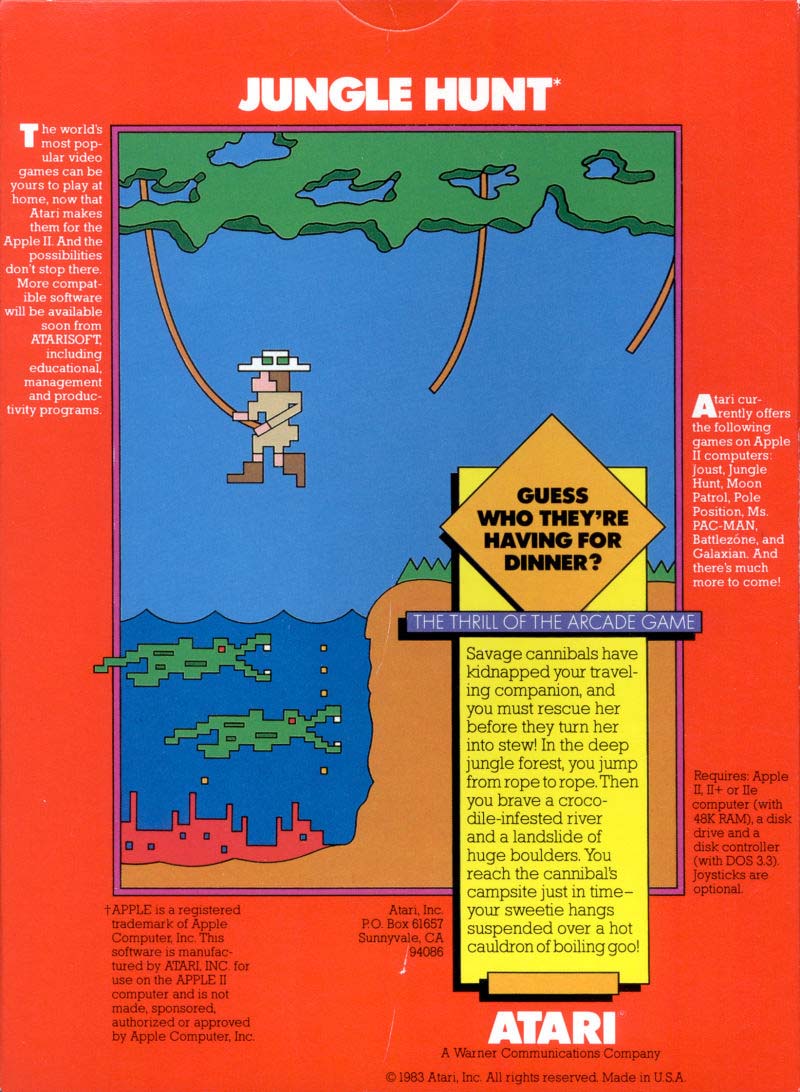 JUNGLE HUNT*
The world's
most pop-
ular video
games can be
yours to play at
home, now that
Atari makes
them for the
Apple II. And the
possibilities
don't stop there.
More compat-
ible software
will be available
soon from
ATARISOFT,
including
educational,
management
and produc-
tivity programs.
Atari cur-
rently offers
the following
games on Apple
II computers:
Joust, Jungle
Hunt, Moon
Patrol, Pole
Position, Ms.
PAC-MAN,
Battlezóne, and
Galaxian. And
there's much
more to come!
GUESS
WHO THEY'RE
HAVING FOR
DINNER?
THE THRILL OF THE ARCADE GAME
Savage cannibals have
kidnapped your travel-
ing companion, and
you must rescue her
before they turn her
into stew! In the deep
jungle forest, you jump
from rope to rope. Then
you brave a croco-
dile-infested river
and a landslide of
huge boulders. You
reach the cannibal's
campsite just in time–
your sweetie hangs
suspended over a hot
cauldron of boiling goo!
Requires: Apple
II, II+ or IIe
computer (with
48K RAM), a disk
drive and a
disk controller
(with DOS 3.3).
Joysticks are
optional.
†APPLE is a registered
trademark of Apple
Computer, Inc. This
software is manufac-
tured by ATARI, INC. for
use on the APPLE II
computer and is not
made, sponsored,
authorized or approved
by Apple Computer, Inc.
Atari, Inc.
P.O. Box 61657
Sunnyvale, CA
94086
ATARI®
A Warner Communications Company
© 1983 Atari, Inc. All rights reserved. Made in U.S.A.